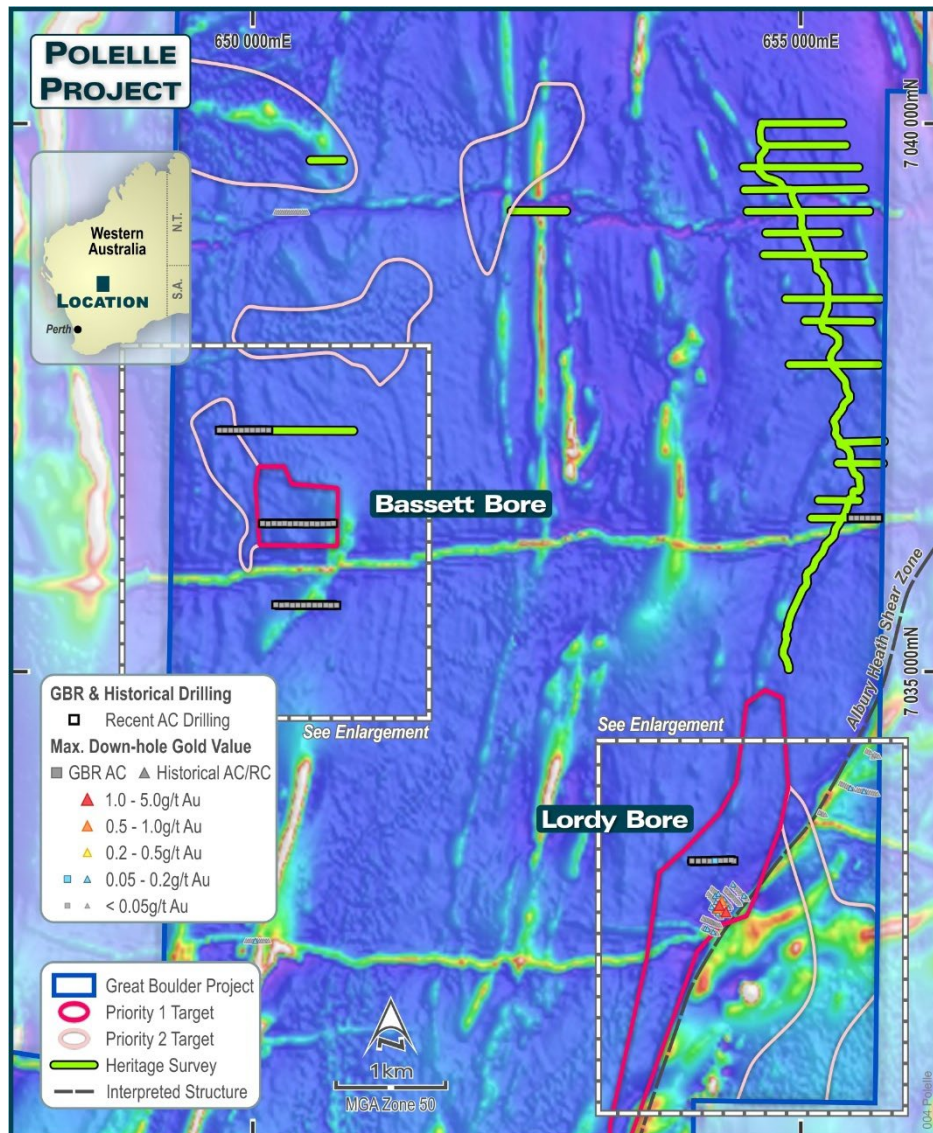 POLELLE
PROJECT
650 000mE
655 000mE
7 040 000mN
Western
Australia
N.T.
S.A.
LOCATION
Perth
Bassett Bore
Albury Heath Shear Zone
7 035 000mN
See Enlargement
See Enlargement
Lordy Bore
GBR & Historical Drilling
Recent AC Drilling
Max. Down-hole Gold Value
GBR AC Historical AC/RC
1.0 - 5.0g/t Au
0.5 - 1.0g/t Au
0.2 - 0.5g/t Au
0.05 - 0.2g/t Au
< 0.05g/t Au
Great Boulder Project
Priority 1 Target
Priority 2 Target
Heritage Survey
Interpreted Structure
N
1km
MGA Zone 50
004 Polelle